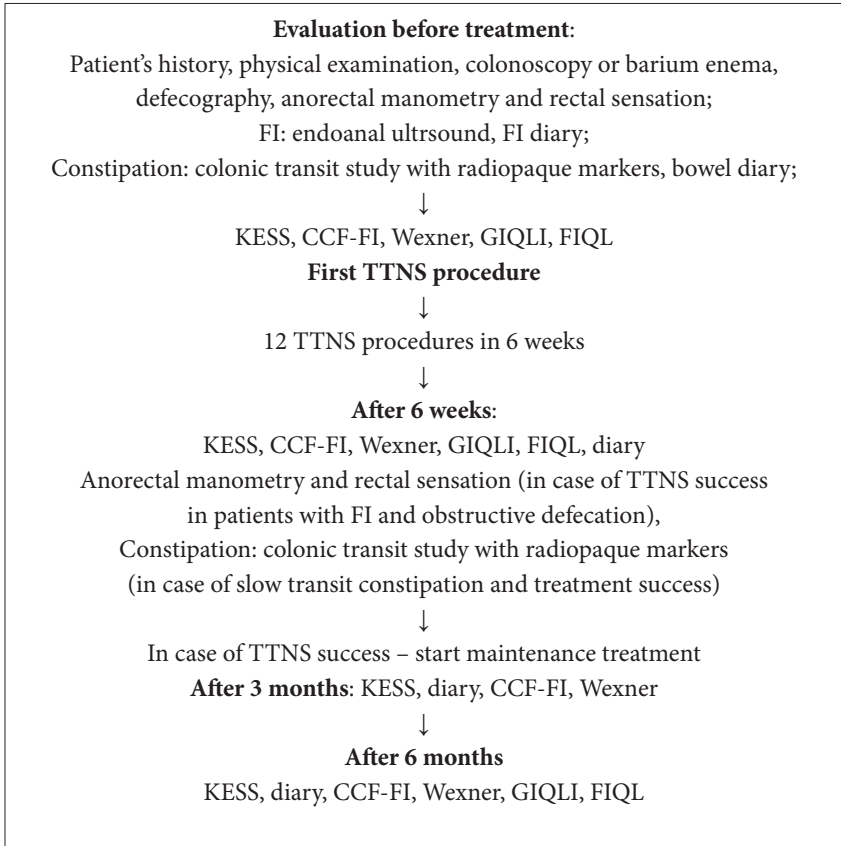 Evaluation before treatment:
Patient's history, physical examination, colonoscopy or barium enema,
defecography, anorectal manometry and rectal sensation;
FI: endoanal ultrsound, FI diary;
Constipation: colonic transit study with radiopaque markers, bowel diary;
↓
KESS, CCF-FI, Wexner, GIQLI, FIQL
First TTNS procedure
↓
12 TTNS procedures in 6 weeks
↓
After 6 weeks:
KESS, CCF-FI, Wexner, GIQLI, FIQL, diary
Anorectal manometry and rectal sensation (in case of TTNS success
in patients with FI and obstructive defecation),
Constipation: colonic transit study with radiopaque markers
(in case of slow transit constipation and treatment success)
↓
In case of TTNS success – start maintenance treatment
After 3 months: KESS, diary, CCF-FI, Wexner
↓
After 6 months
KESS, diary, CCF-FI, Wexner, GIQLI, FIQL